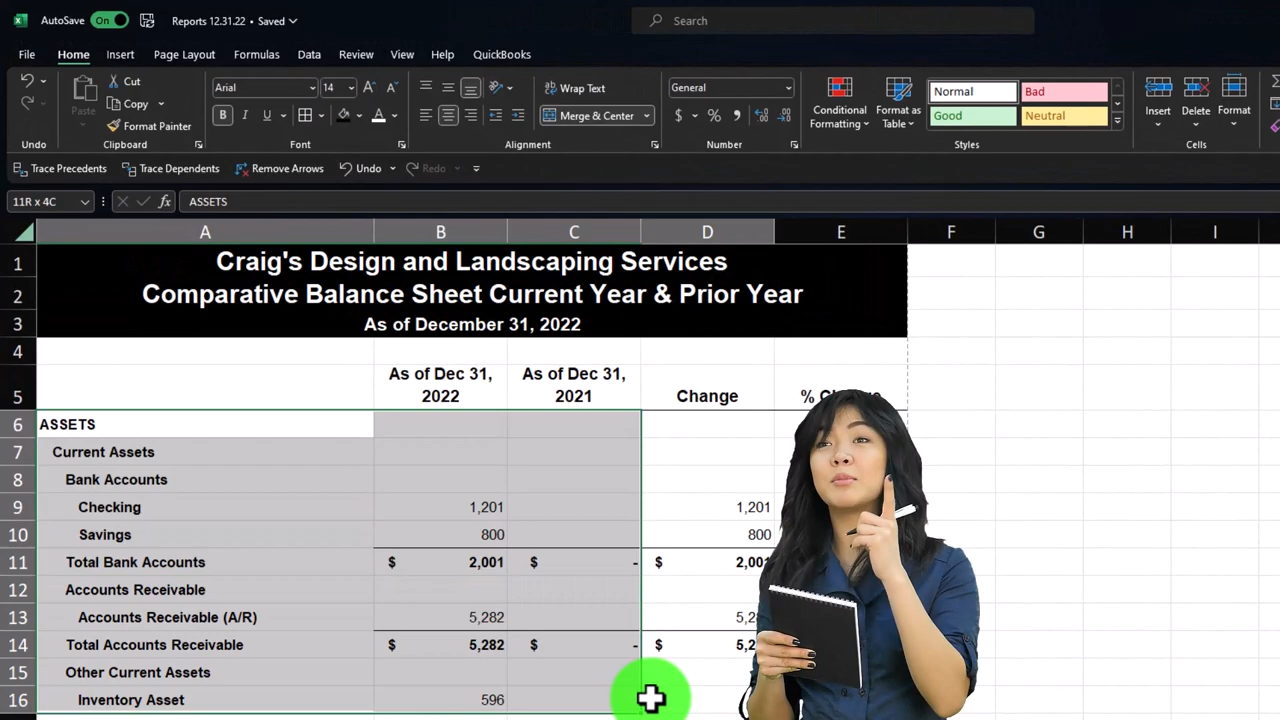 AutoSave On Reports 12.31.22 • Saved Search
File Home Insert Page Layout Formulas Data Review View Help QuickBooks
Paste Cut Copy Format Painter Arial 14 B I U A Wrap Text Merge & Center General $ % Conditional Formatting Format as Table Normal Bad Good Neutral Insert Delete Format
Undo Clipboard Font Alignment Number Styles Cells
Trace Precedents Trace Dependents Remove Arrows Undo Redo
11R x 4C fx ASSETS
A B C D E F G H I
1 Craig's Design and Landscaping Services
2 Comparative Balance Sheet Current Year & Prior Year
3 As of December 31, 2022
4
5 As of Dec 31, 2022 As of Dec 31, 2021 Change %
6 ASSETS
7 Current Assets
8 Bank Accounts
9 Checking 1,201 1,201
10 Savings 800 800
11 Total Bank Accounts $ 2,001 $ - $ 2,001
12 Accounts Receivable
13 Accounts Receivable (A/R) 5,282
14 Total Accounts Receivable $ 5,282 $ - $
15 Other Current Assets
16 Inventory Asset 596